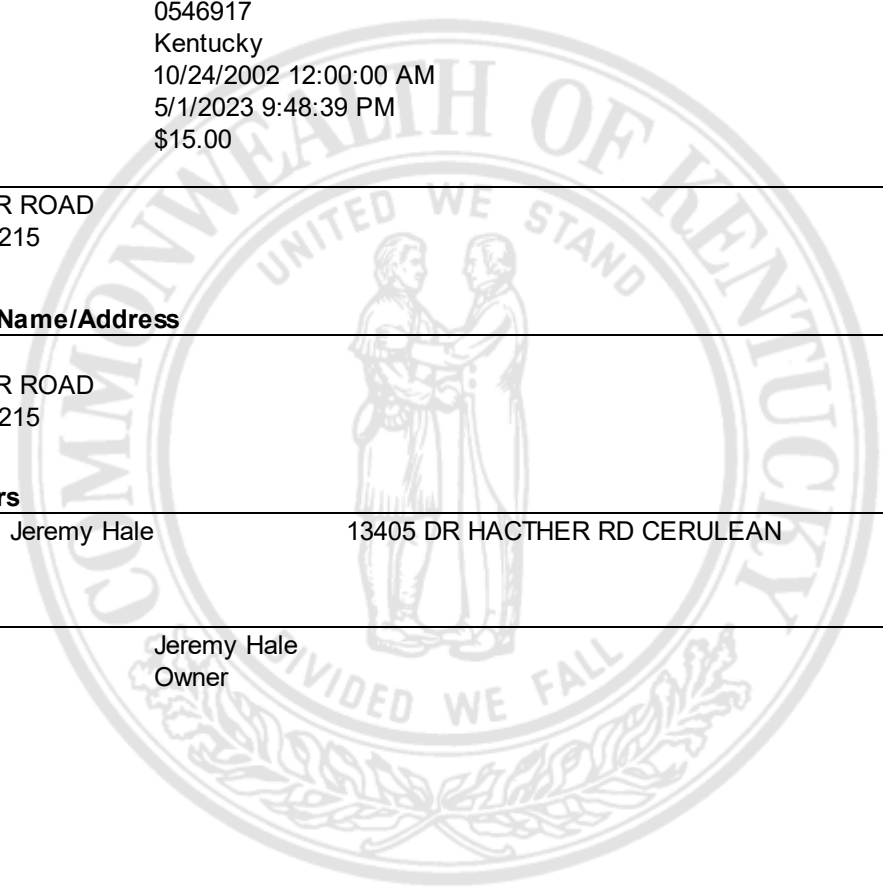 0546917
Kentucky
10/24/2002 12:00:00 AM
5/1/2023 9:48:39 PM
$15.00
R ROAD
215
Name/Address
R ROAD
215
rs
Jeremy Hale 13405 DR HACTHER RD CERULEAN
Jeremy Hale
Owner
COMMONWEALTH OF KENTUCKY
UNITED WE STAND
DIVIDED WE FALL